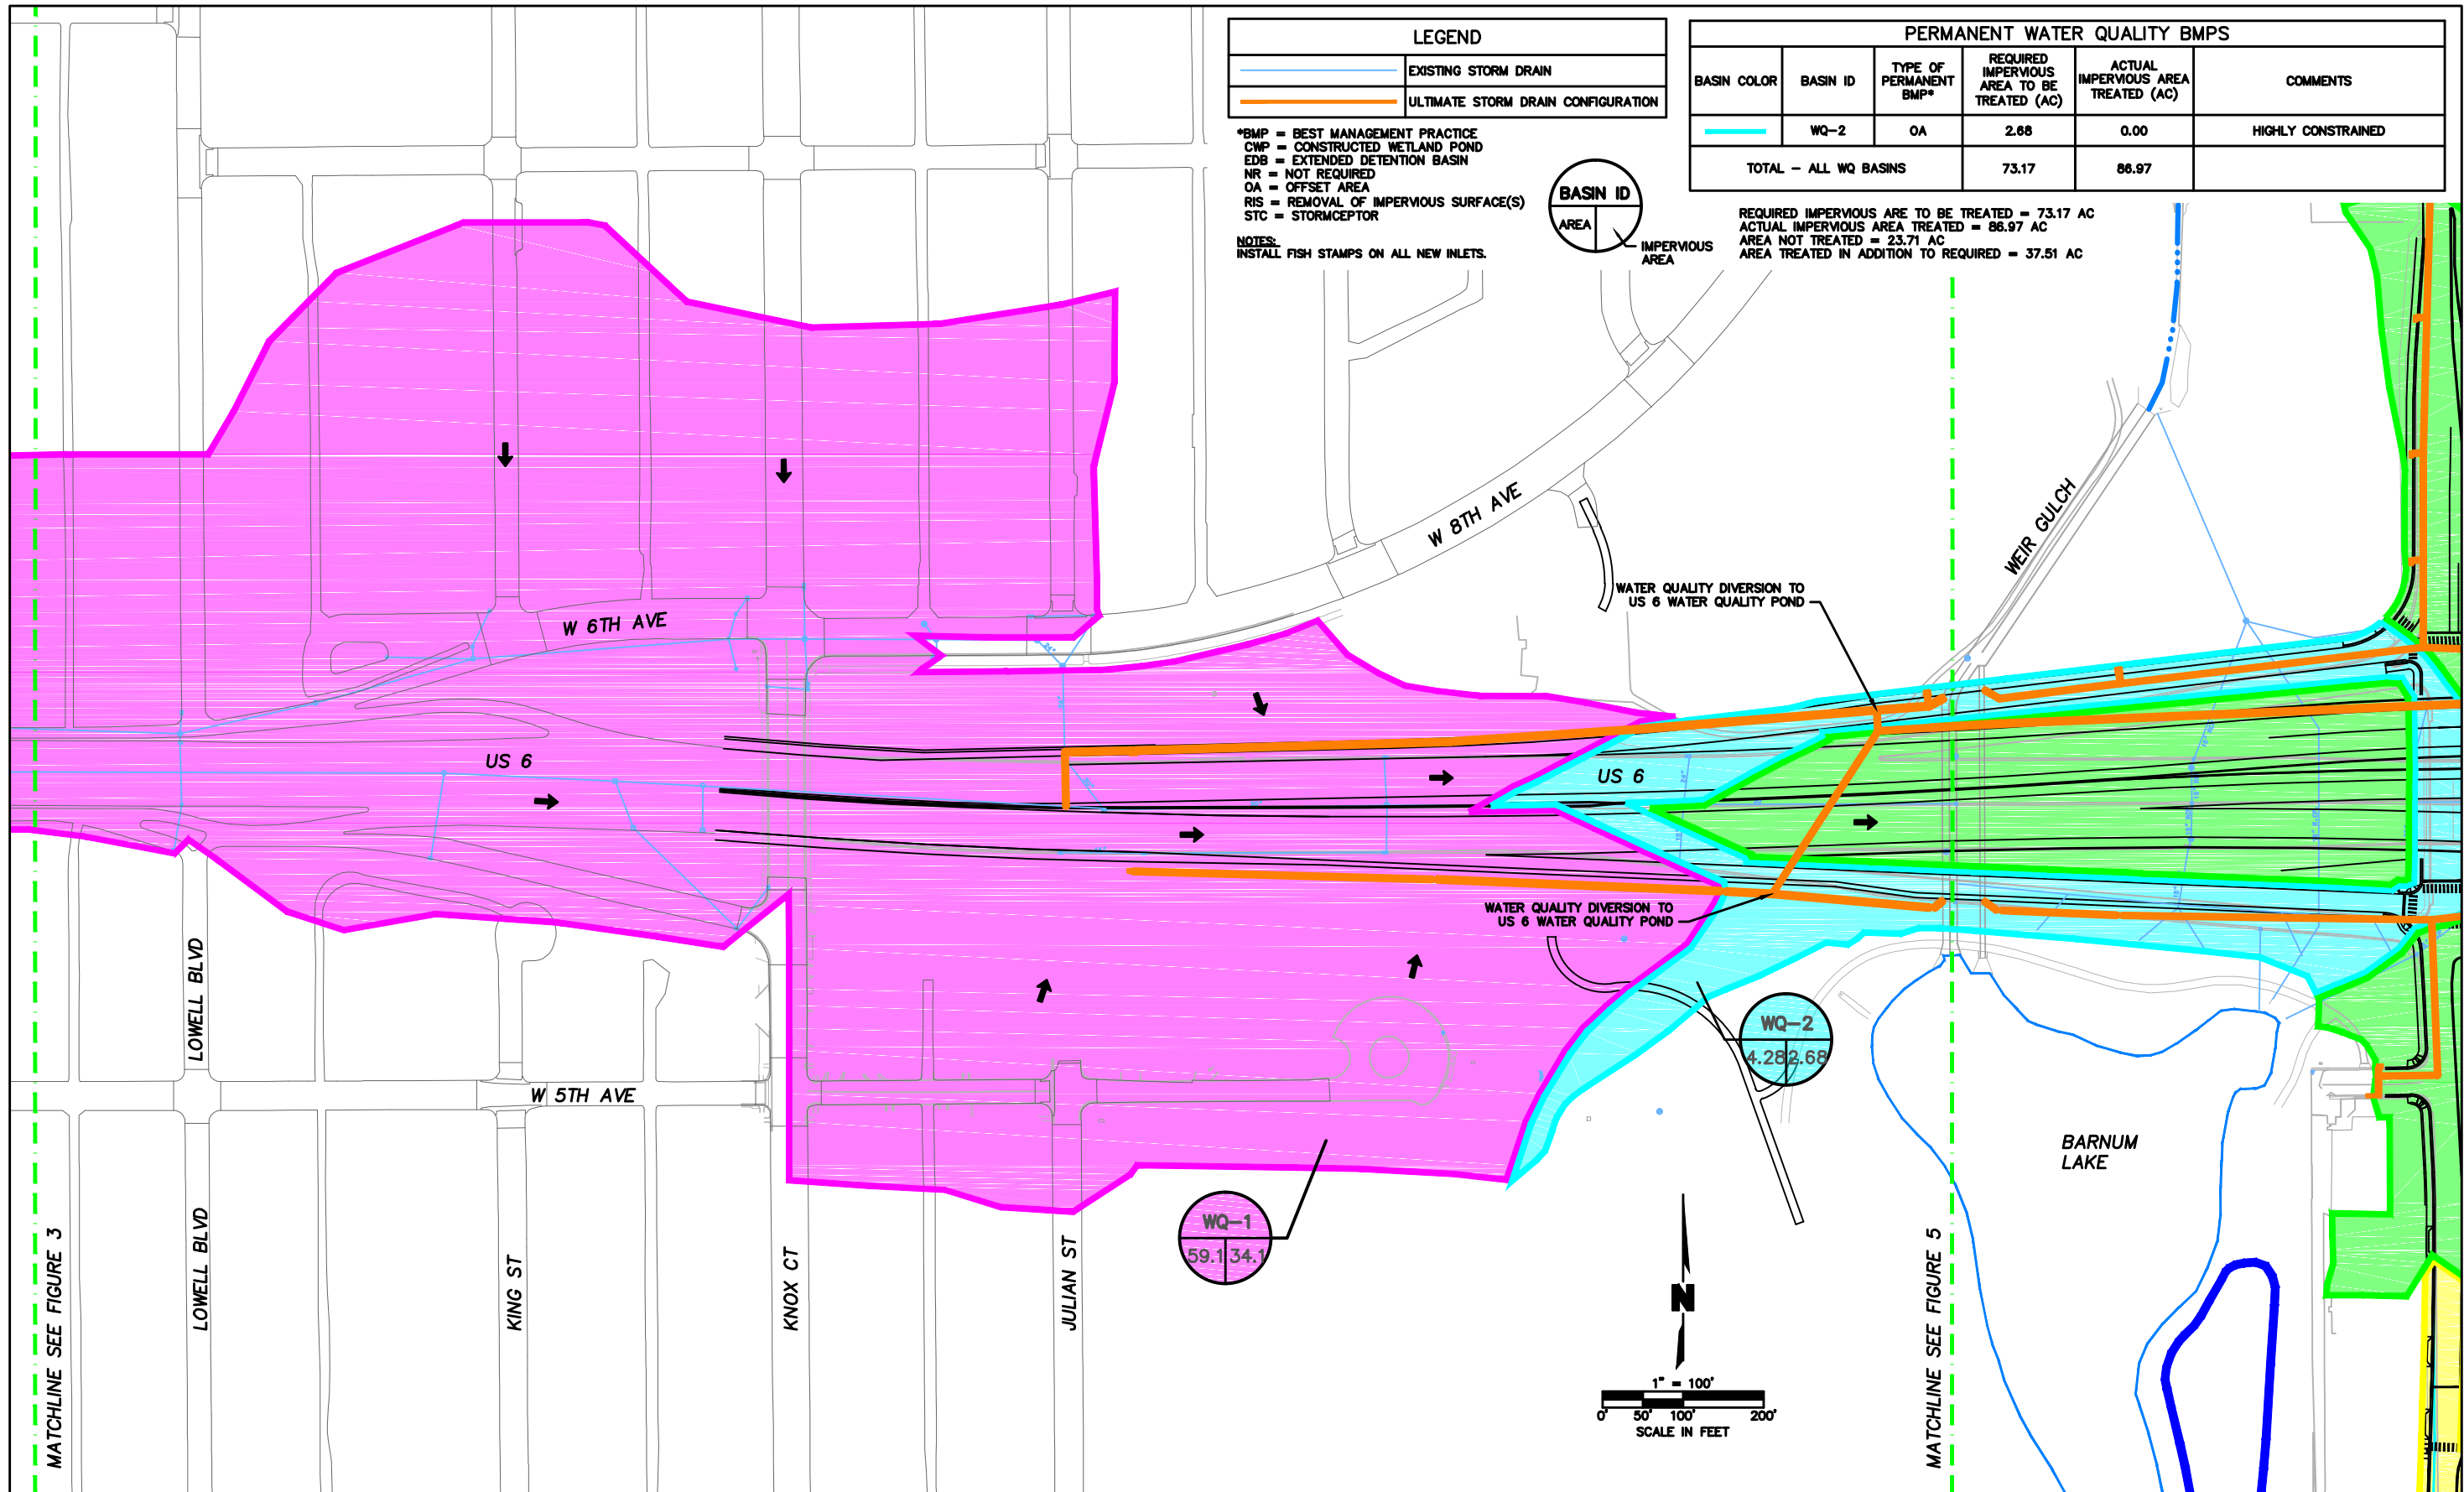 LEGEND
EXISTING STORM DRAIN
ULTIMATE STORM DRAIN CONFIGURATION
*BMP = BEST MANAGEMENT PRACTICE
CWP = CONSTRUCTED WETLAND POND
EDB = EXTENDED DETENTION BASIN
NR = NOT REQUIRED
OA = OFFSET AREA
RIS = REMOVAL OF IMPERVIOUS SURFACE(S)
STC = STORMCEPTOR
NOTES:
INSTALL FISH STAMPS ON ALL NEW INLETS.
BASIN ID
AREA
IMPERVIOUS
AREA
PERMANENT WATER QUALITY BMPS
BASIN COLOR
BASIN ID
TYPE OF
PERMANENT
BMP*
REQUIRED
IMPERVIOUS
AREA TO BE
TREATED (AC)
ACTUAL
IMPERVIOUS AREA
TREATED (AC)
COMMENTS
WQ-2 OA 2.68 0.00 HIGHLY CONSTRAINED
TOTAL - ALL WQ BASINS 73.17 86.97
REQUIRED IMPERVIOUS ARE TO BE TREATED = 73.17 AC
ACTUAL IMPERVIOUS AREA TREATED = 86.97 AC
AREA NOT TREATED = 23.71 AC
AREA TREATED IN ADDITION TO REQUIRED = 37.51 AC
W 8TH AVE
WEIR GULCH
WATER QUALITY DIVERSION TO
US 6 WATER QUALITY POND
W 6TH AVE
US 6
US 6
WATER QUALITY DIVERSION TO
US 6 WATER QUALITY POND
LOWELL BLVD
WQ-2
4.28 2.68
W 5TH AVE
BARNUM
LAKE
WQ-1
59.1 34.1
MATCHLINE SEE FIGURE 3
LOWELL BLVD
KING ST
KNOX CT
JULIAN ST
MATCHLINE SEE FIGURE 5
N
1" = 100'
0' 50' 100' 200'
SCALE IN FEET